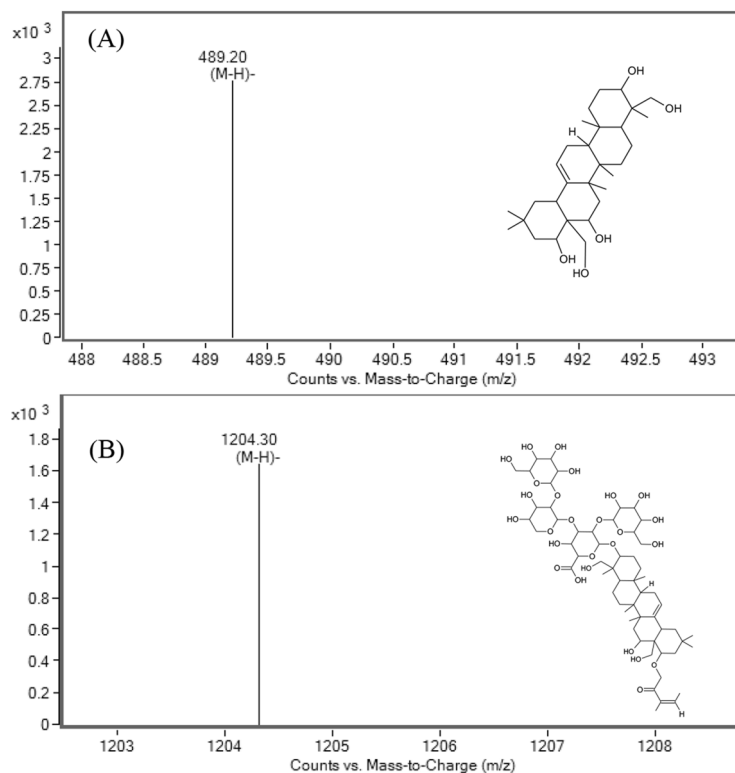 (A)
x10 3
489.20
(M-H)-
3
2.75
2.5
2.25
2
1.75
1.5
1.25
1
0.75
0.5
0.25
0
OH
OH
H
OH
OH
HO
488 488.5 489 489.5 490 490.5 491 491.5 492 492.5 493
Counts vs. Mass-to-Charge (m/z)
(B)
x10 3
1204.30
(M-H)-
1.8
1.6
1.4
1.2
1
0.8
0.6
0.4
0.2
0
OH
HO OH
HO
O OH
HO O
OH
HO O O OH
HO O O OH
HO O O OH
O HO
OH
H
HO
HO
O
O
H
1203 1204 1205 1206 1207 1208
Counts vs. Mass-to-Charge (m/z)